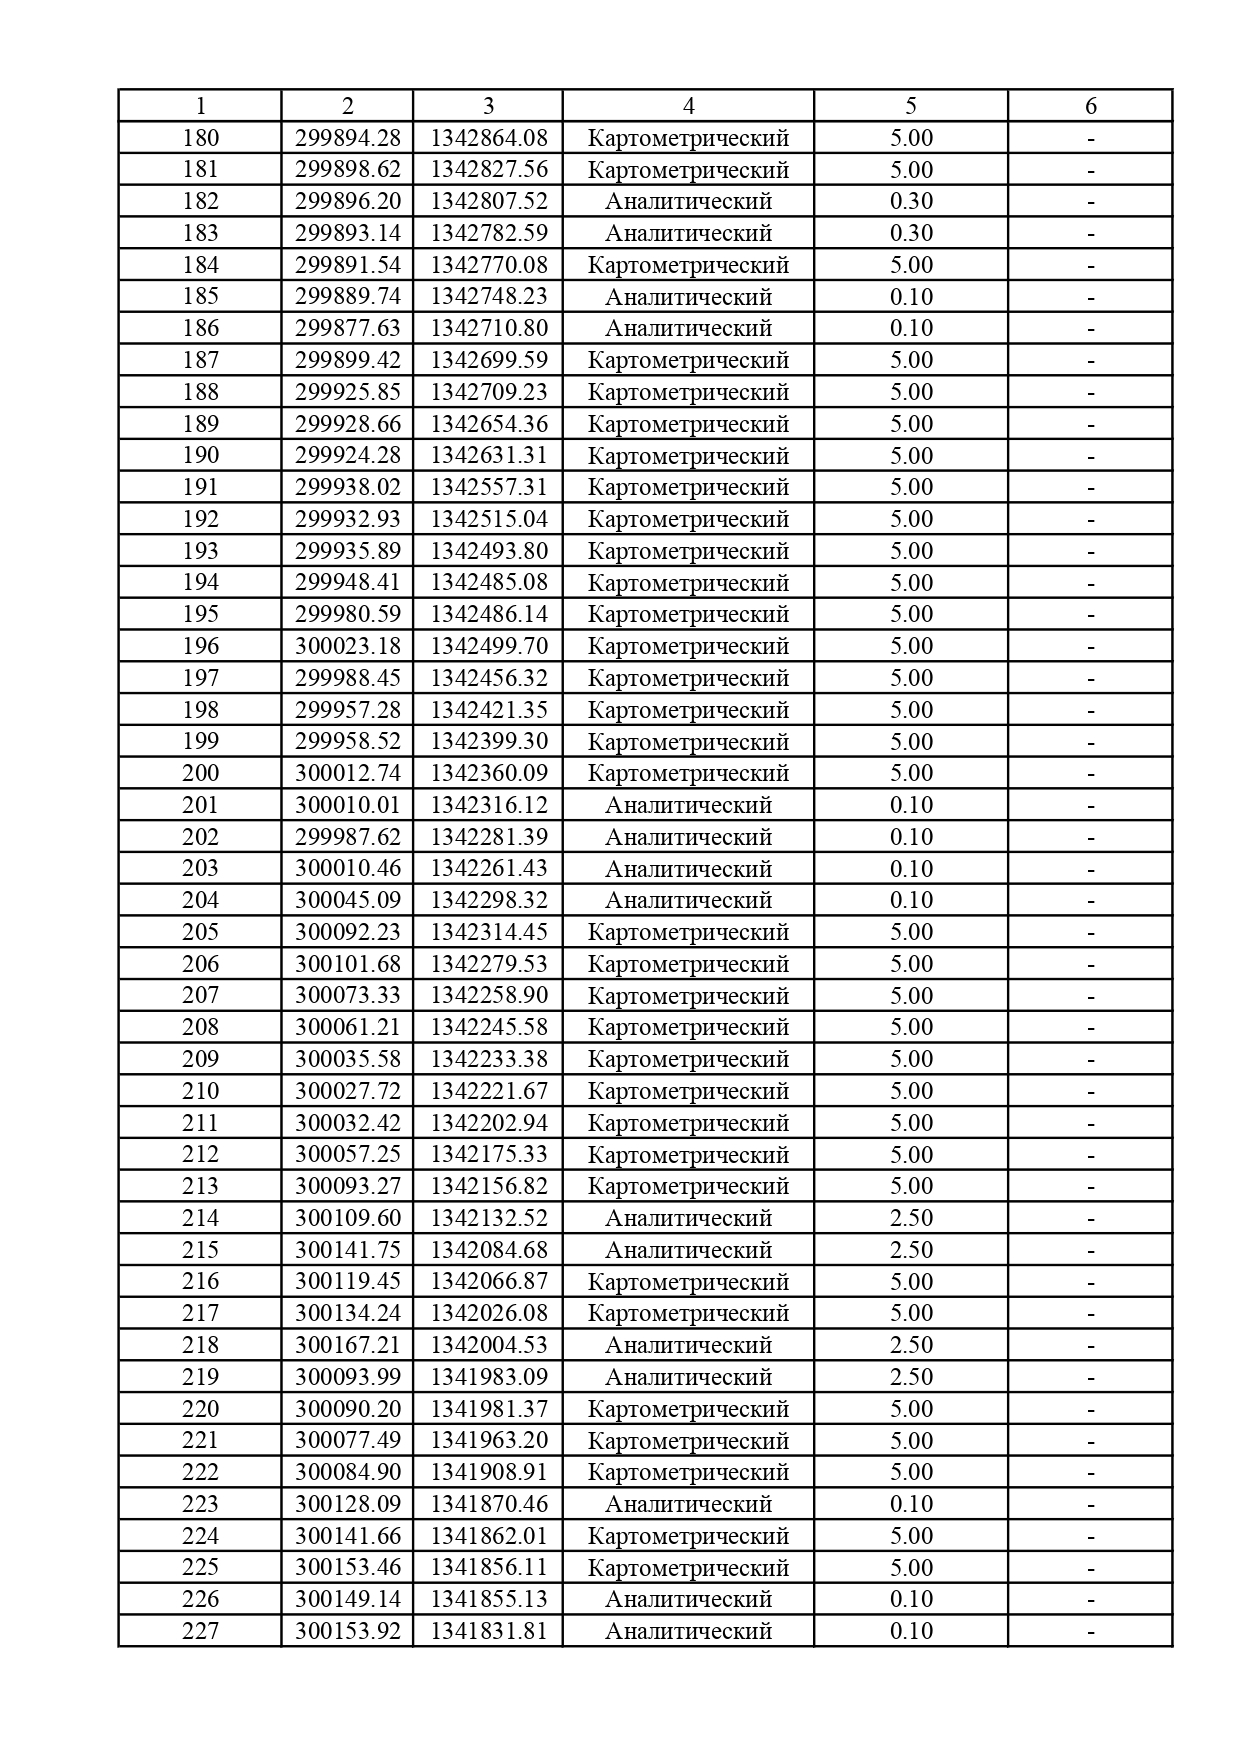 1 2 3 4 5 6
180 299894.28 1342864.08 Картометрический 5.00 -
181 299898.62 1342827.56 Картометрический 5.00 -
182 299896.20 1342807.52 Аналитический 0.30 -
183 299893.14 1342782.59 Аналитический 0.30 -
184 299891.54 1342770.08 Картометрический 5.00 -
185 299889.74 1342748.23 Аналитический 0.10 -
186 299877.63 1342710.80 Аналитический 0.10 -
187 299899.42 1342699.59 Картометрический 5.00 -
188 299925.85 1342709.23 Картометрический 5.00 -
189 299928.66 1342654.36 Картометрический 5.00 -
190 299924.28 1342631.31 Картометрический 5.00 -
191 299938.02 1342557.31 Картометрический 5.00 -
192 299932.93 1342515.04 Картометрический 5.00 -
193 299935.89 1342493.80 Картометрический 5.00 -
194 299948.41 1342485.08 Картометрический 5.00 -
195 299980.59 1342486.14 Картометрический 5.00 -
196 300023.18 1342499.70 Картометрический 5.00 -
197 299988.45 1342456.32 Картометрический 5.00 -
198 299957.28 1342421.35 Картометрический 5.00 -
199 299958.52 1342399.30 Картометрический 5.00 -
200 300012.74 1342360.09 Картометрический 5.00 -
201 300010.01 1342316.12 Аналитический 0.10 -
202 299987.62 1342281.39 Аналитический 0.10 -
203 300010.46 1342261.43 Аналитический 0.10 -
204 300045.09 1342298.32 Аналитический 0.10 -
205 300092.23 1342314.45 Картометрический 5.00 -
206 300101.68 1342279.53 Картометрический 5.00 -
207 300073.33 1342258.90 Картометрический 5.00 -
208 300061.21 1342245.58 Картометрический 5.00 -
209 300035.58 1342233.38 Картометрический 5.00 -
210 300027.72 1342221.67 Картометрический 5.00 -
211 300032.42 1342202.94 Картометрический 5.00 -
212 300057.25 1342175.33 Картометрический 5.00 -
213 300093.27 1342156.82 Картометрический 5.00 -
214 300109.60 1342132.52 Аналитический 2.50 -
215 300141.75 1342084.68 Аналитический 2.50 -
216 300119.45 1342066.87 Картометрический 5.00 -
217 300134.24 1342026.08 Картометрический 5.00 -
218 300167.21 1342004.53 Аналитический 2.50 -
219 300093.99 1341983.09 Аналитический 2.50 -
220 300090.20 1341981.37 Картометрический 5.00 -
221 300077.49 1341963.20 Картометрический 5.00 -
222 300084.90 1341908.91 Картометрический 5.00 -
223 300128.09 1341870.46 Аналитический 0.10 -
224 300141.66 1341862.01 Картометрический 5.00 -
225 300153.46 1341856.11 Картометрический 5.00 -
226 300149.14 1341855.13 Аналитический 0.10 -
227 300153.92 1341831.81 Аналитический 0.10 -